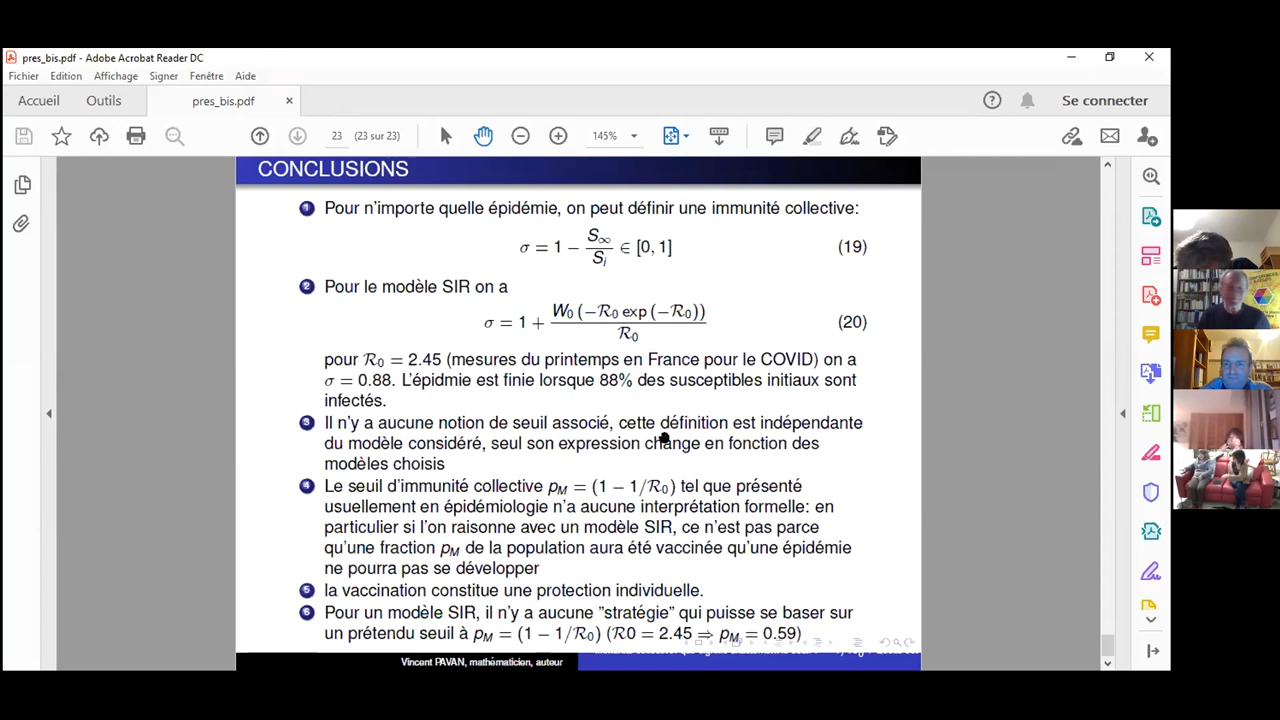 pres_bis.pdf - Adobe Acrobat Reader DC
Fichier Edition Affichage Signer Fenêtre Aide
Accueil Outils pres_bis.pdf × Se connecter
23 (23 sur 23) 145%
CONCLUSIONS
1 Pour n'importe quelle épidémie, on peut définir une immunité collective:
σ = 1 − S∞/Si ∈ [0, 1] (19)
2 Pour le modèle SIR on a
σ = 1 + W0 (−R0 exp (−R0))/R0 (20)
pour R0 = 2.45 (mesures du printemps en France pour le COVID) on a
σ = 0.88. L'épidmie est finie lorsque 88% des susceptibles initiaux sont
infectés.
3 Il n'y a aucune notion de seuil associé, cette définition est indépendante
du modèle considéré, seul son expression change en fonction des
modèles choisis
4 Le seuil d'immunité collective pM = (1 − 1/R0) tel que présenté
usuellement en épidémiologie n'a aucune interprétation formelle: en
particulier si l'on raisonne avec un modèle SIR, ce n'est pas parce
qu'une fraction pM de la population aura été vaccinée qu'une épidémie
ne pourra pas se développer
5 la vaccination constitue une protection individuelle.
6 Pour un modèle SIR, il n'y a aucune "stratégie" qui puisse se baser sur
un prétendu seuil à pM = (1 − 1/R0) (R0 = 2.45 ⇒ pM = 0.59)
Vincent PAVAN, mathématicien, auteur